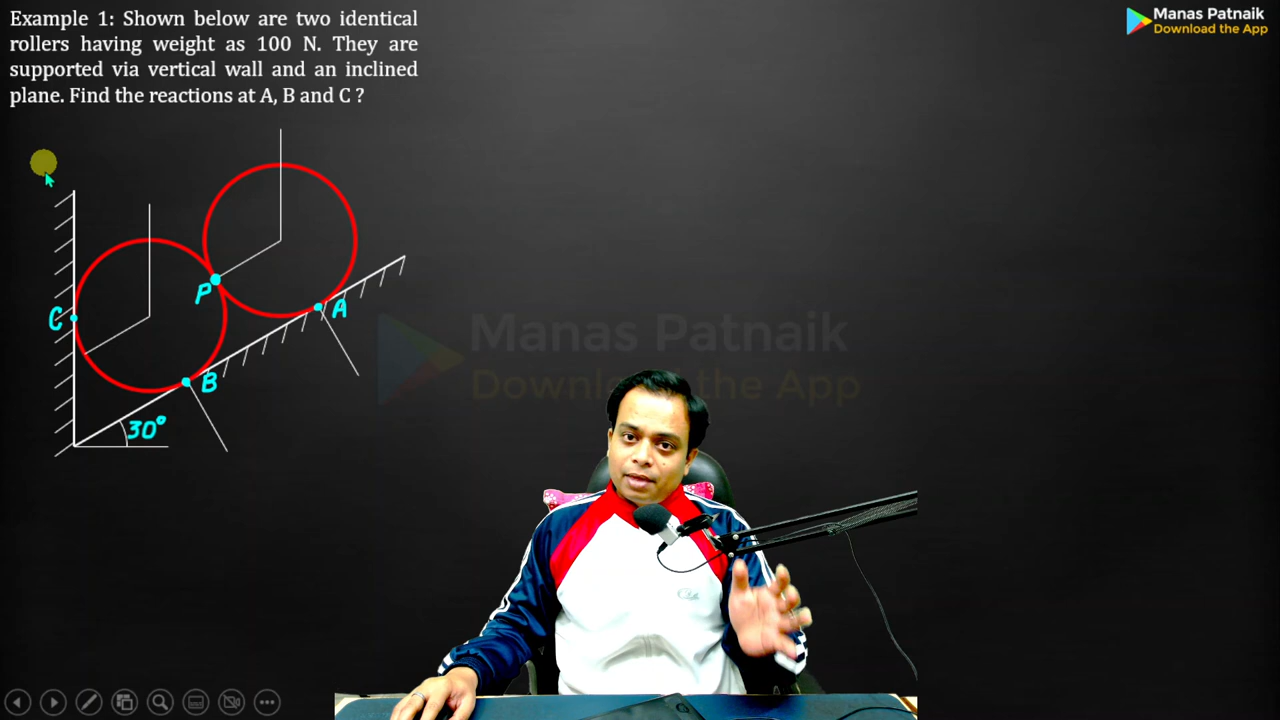 Example 1: Shown below are two identical
rollers having weight as 100 N. They are
supported via vertical wall and an inclined
plane. Find the reactions at A, B and C ?
Manas Patnaik
Download the App
P
C
A
B
30°
Manas Patnaik
Download the App